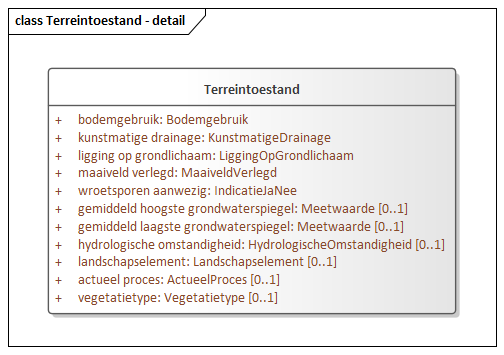 class Terreintoestand - detail
Terreintoestand
+ bodemgebruik: Bodemgebruik
+ kunstmatige drainage: KunstmatigeDrainage
+ ligging op grondlichaam: LiggingOpGrondlichaam
+ maaiveld verlegd: MaaiveldVerlegd
+ wroetsporen aanwezig: IndicatieJaNee
+ gemiddeld hoogste grondwaterspiegel: Meetwaarde [0..1]
+ gemiddeld laagste grondwaterspiegel: Meetwaarde [0..1]
+ hydrologische omstandigheid: HydrologischeOmstandigheid [0..1]
+ landschapselement: Landschapselement [0..1]
+ actueel proces: ActueelProces [0..1]
+ vegetatietype: Vegetatietype [0..1]